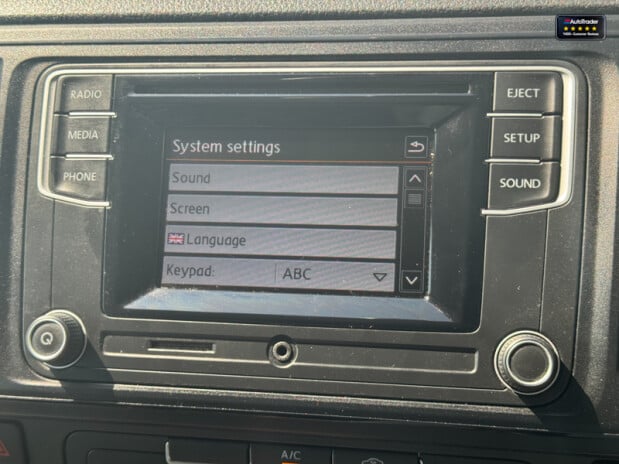 AutoTrader
RADIO
MEDIA
PHONE
System settings
Sound
Screen
Language
Keypad: ABC
EJECT
SETUP
SOUND
A/C